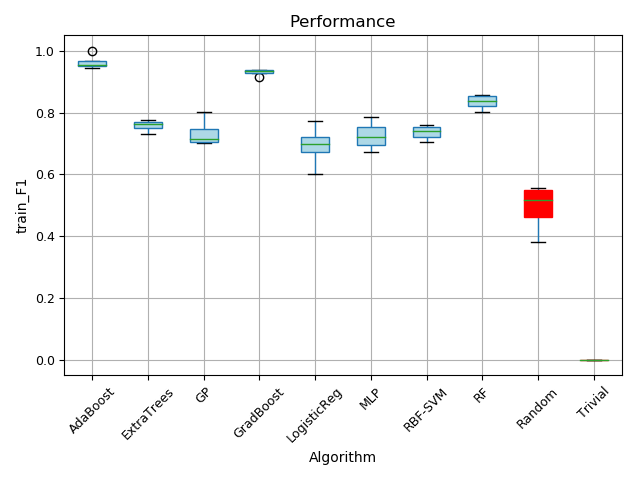 Performance
1.0
0.8
0.6
0.4
0.2
0.0
train_F1
AdaBoost
ExtraTrees
GP
GradBoost
LogisticReg
MLP
RBF-SVM
RF
Random
Trivial
Algorithm